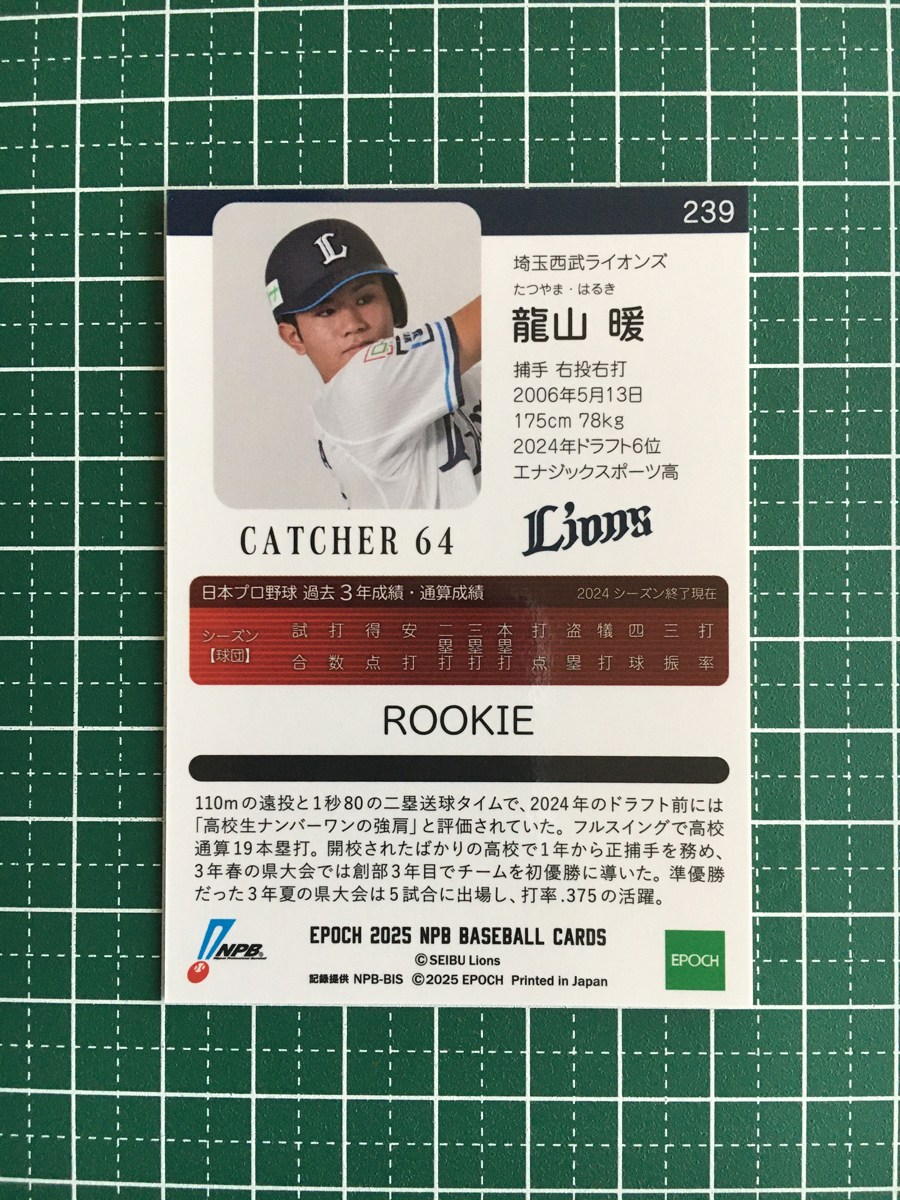 239
L
埼玉西武ライオンズ
たつやま・はるき
龍山 暖
捕手 右投右打
2006年5月13日
175cm 78kg
2024年ドラフト6位
エナジックスポーツ高
CATCHER 64
Lions
日本プロ野球 過去3年成績・通算成績
2024 シーズン終了現在
シーズン【球団】 試合 打数 得点 安打 二塁打 三塁打 本塁打 打点 盗塁 犠打 四球 三振 打率
ROOKIE
110mの遠投と1秒80の二塁送球タイムで、2024年のドラフト前には
「高校生ナンバーワンの強肩」と評価されていた。フルスイングで高校
通算19本塁打。開校されたばかりの高校で1年から正捕手を務め、
3年春の県大会では創部3年目でチームを初優勝に導いた。準優勝
だった3年夏の県大会は5試合に出場し、打率.375の活躍。
NPB
Nippon Professional Baseball
EPOCH 2025 NPB BASEBALL CARDS
©SEIBU Lions
記録提供 NPB-BIS ©2025 EPOCH Printed in Japan
EPOCH